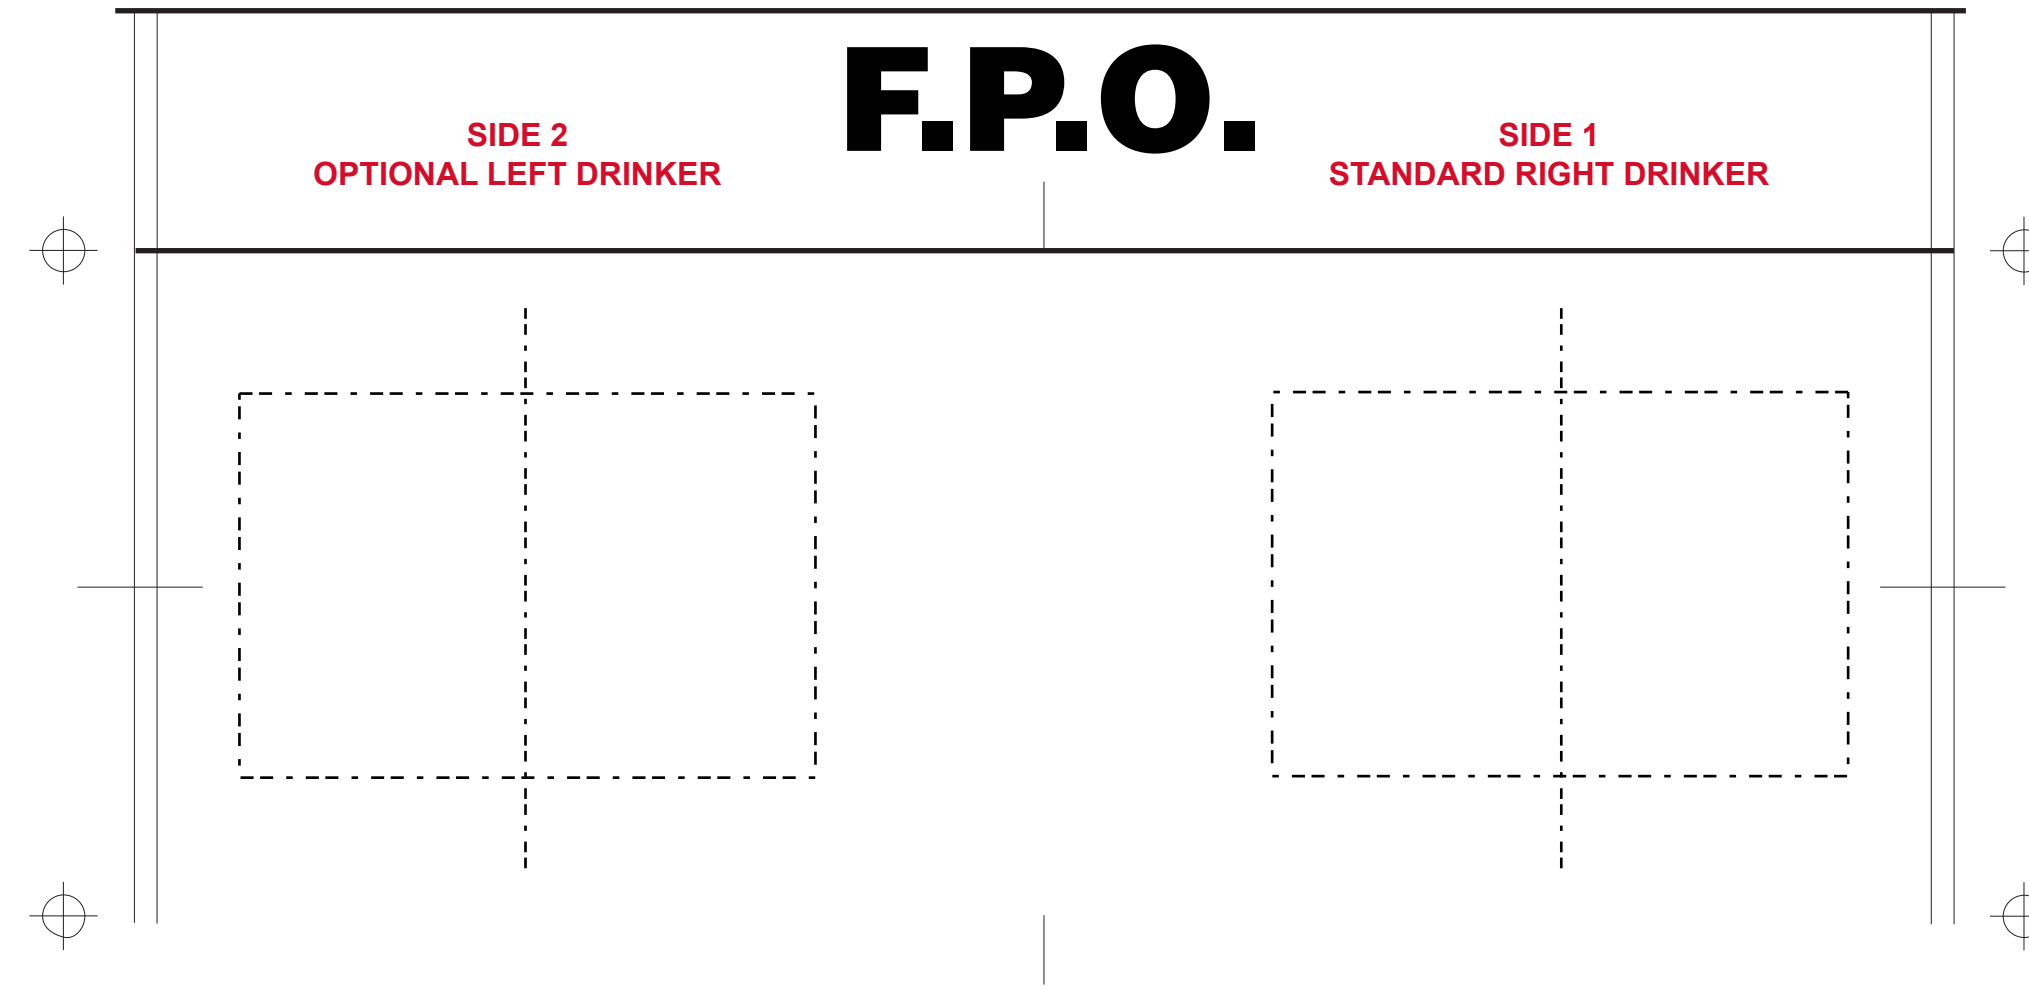 F.P.O.
SIDE 2
OPTIONAL LEFT DRINKER
SIDE 1
STANDARD RIGHT DRINKER